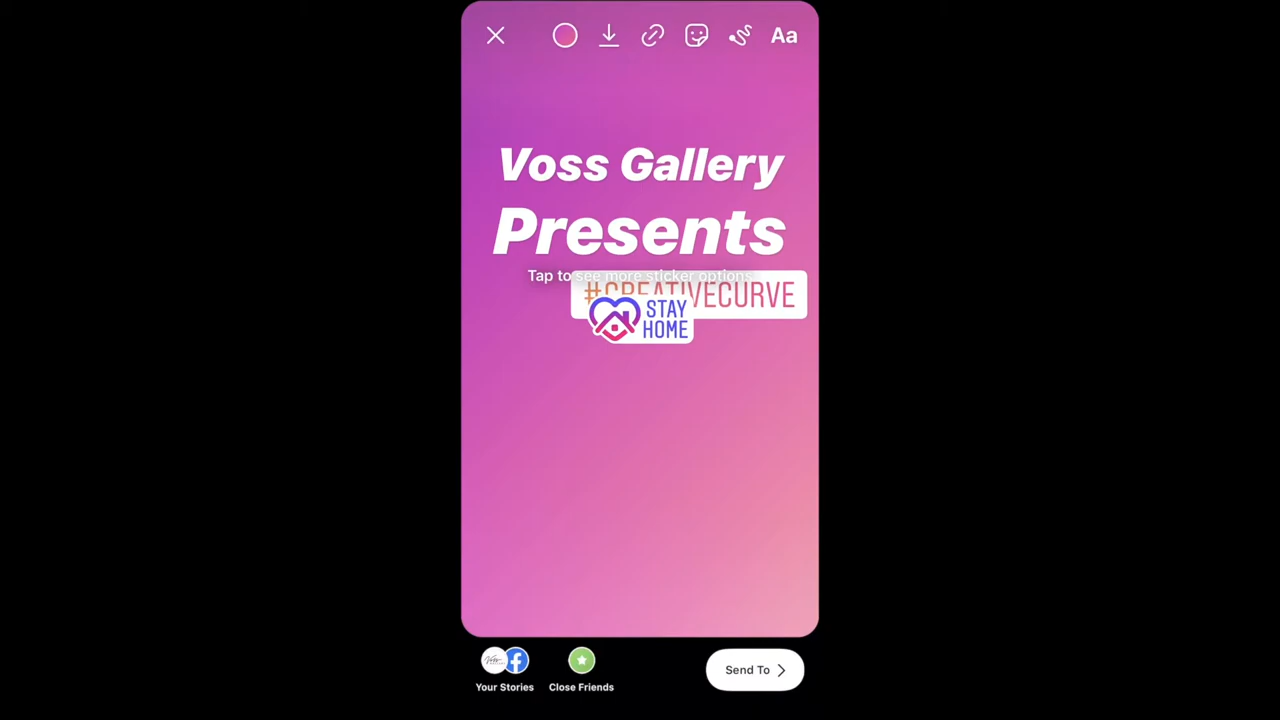 Aa
Voss Gallery
Presents
Tap to see more sticker options
#CREATIVECURVE
STAY
HOME
Voss
Your Stories
Close Friends
Send To